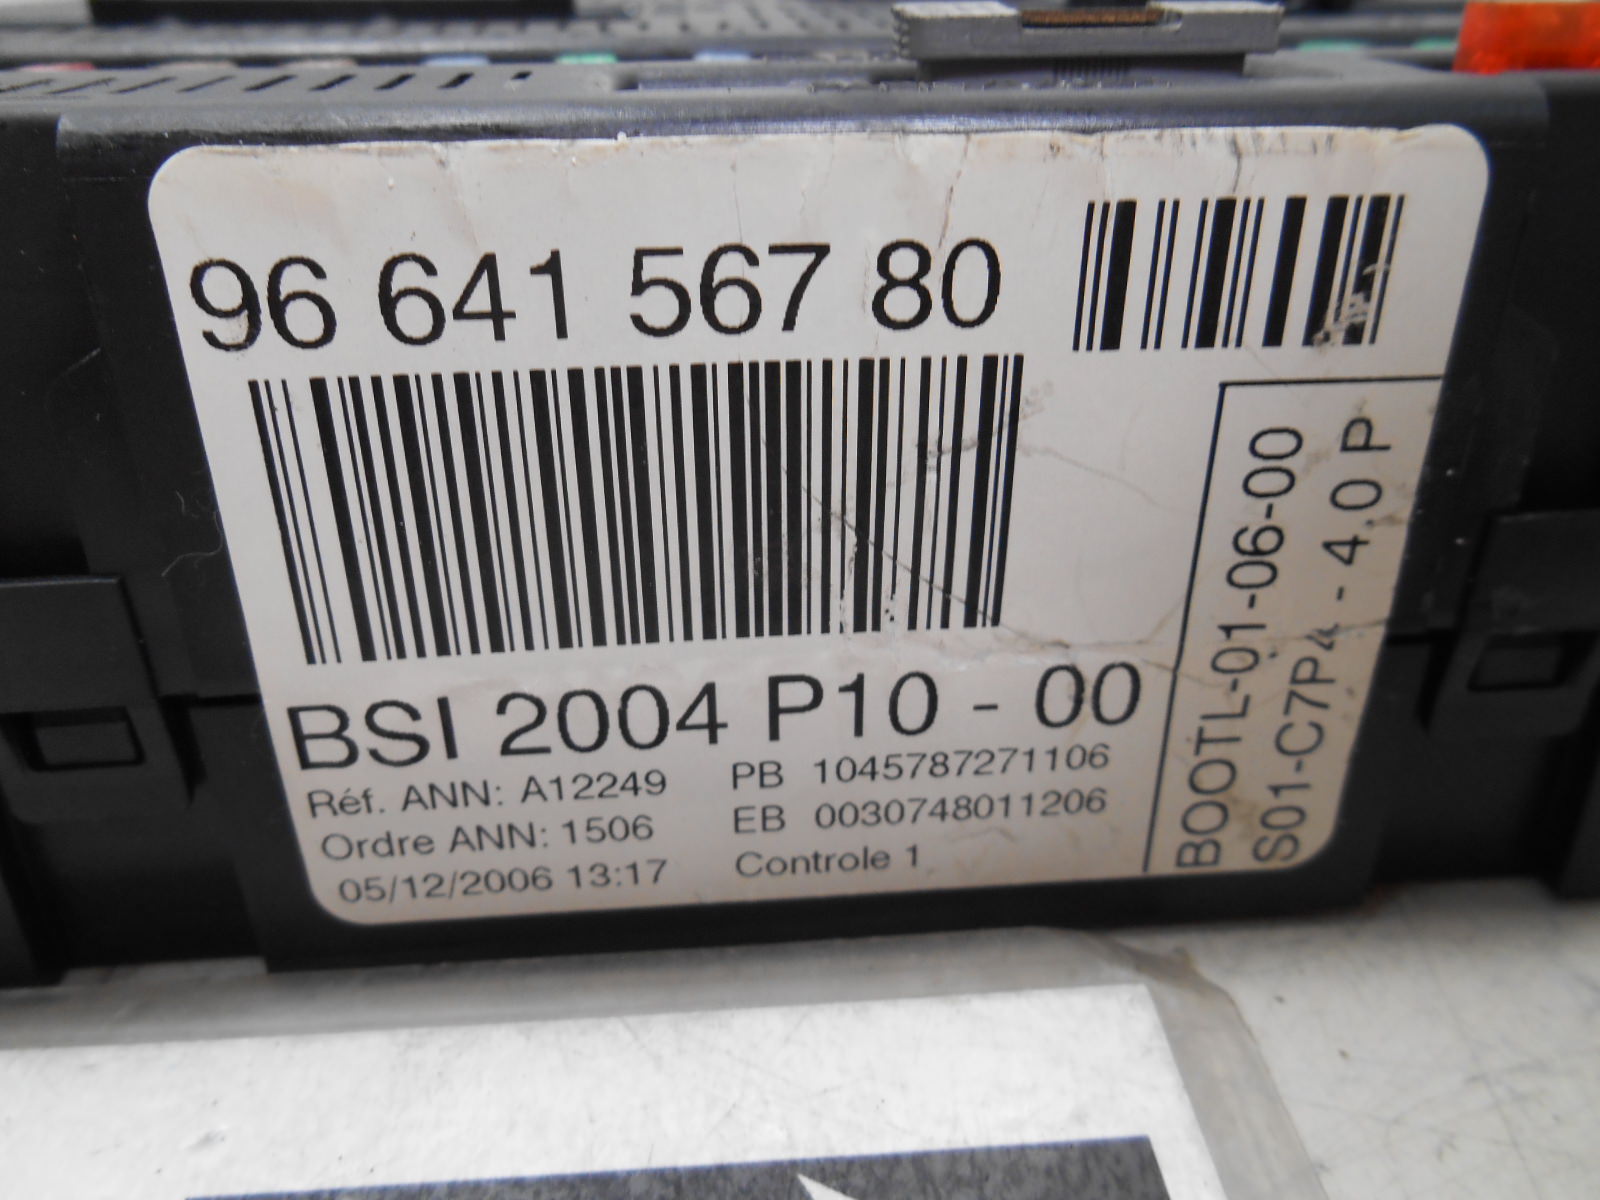 96 641 567 80
BSI 2004 P10 - 00
Réf. ANN: A12249
Ordre ANN: 1506
05/12/2006 13:17
PB 1045787271106
EB 0030748011206
Controle 1
BOOTL-01-06-00
S01-C7P4 - 4.0 P